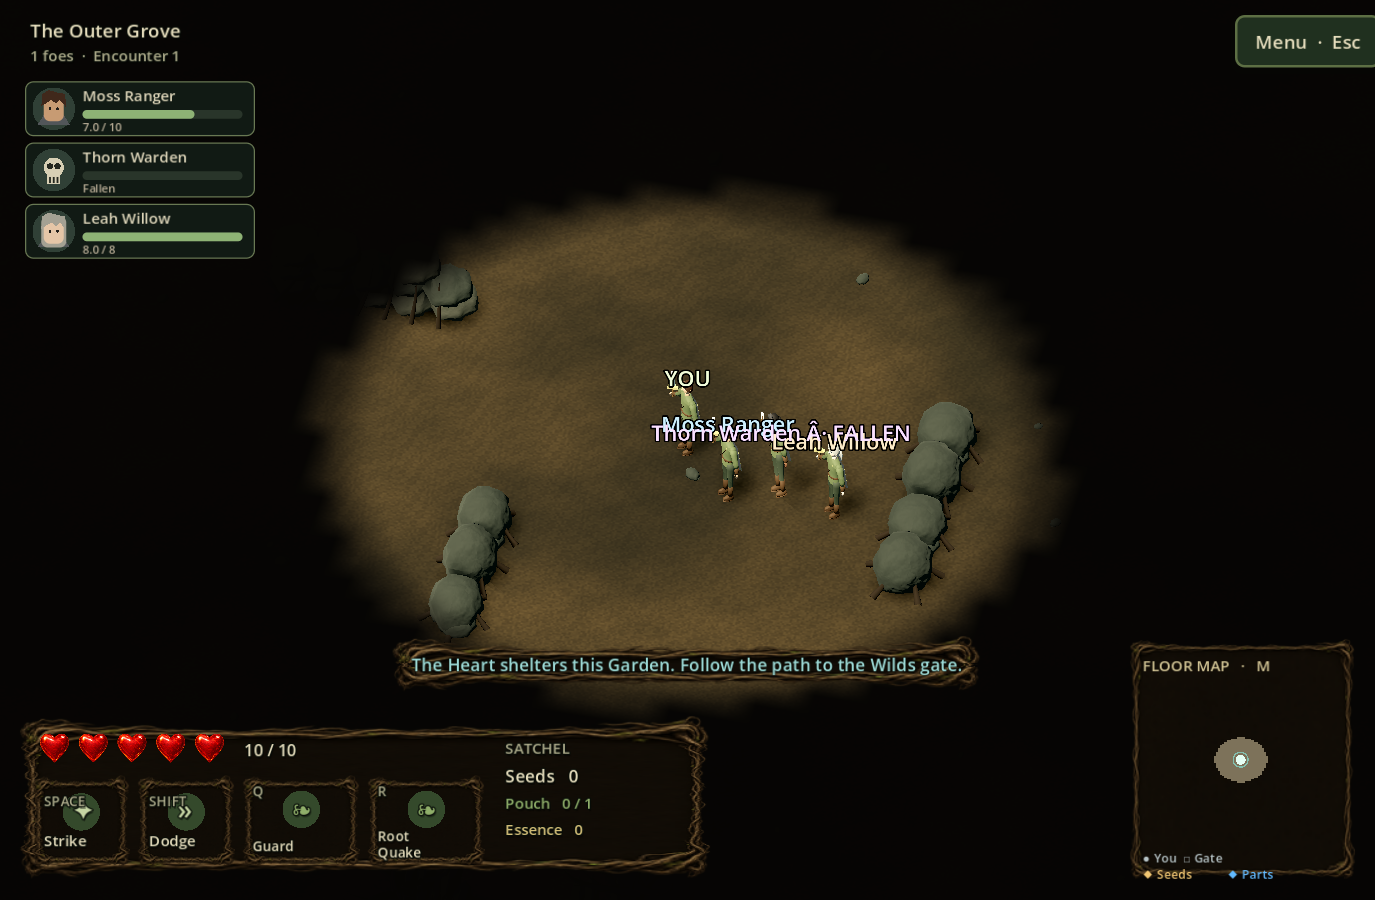 The Outer Grove
1 foes · Encounter 1
Menu · Esc
Moss Ranger
7.0 / 10
Thorn Warden
Fallen
Leah Willow
8.0 / 8
YOU
Moss Ranger
Thorn Warden Â· FALLEN
Leah Willow
The Heart shelters this Garden. Follow the path to the Wilds gate.
FLOOR MAP · M
10 / 10
SATCHEL
Seeds 0
Pouch 0 / 1
Essence 0
SPACE
Strike
SHIFT
Dodge
Q
Guard
R
Root
Quake
You Gate
Seeds Parts